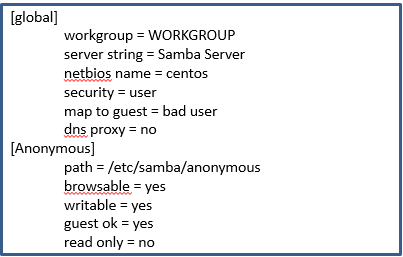 [global]
workgroup = WORKGROUP
server string = Samba Server
netbios name = centos
security = user
map to guest = bad user
dns proxy = no
[Anonymous]
path = /etc/samba/anonymous
browsable = yes
writable = yes
guest ok = yes
read only = no